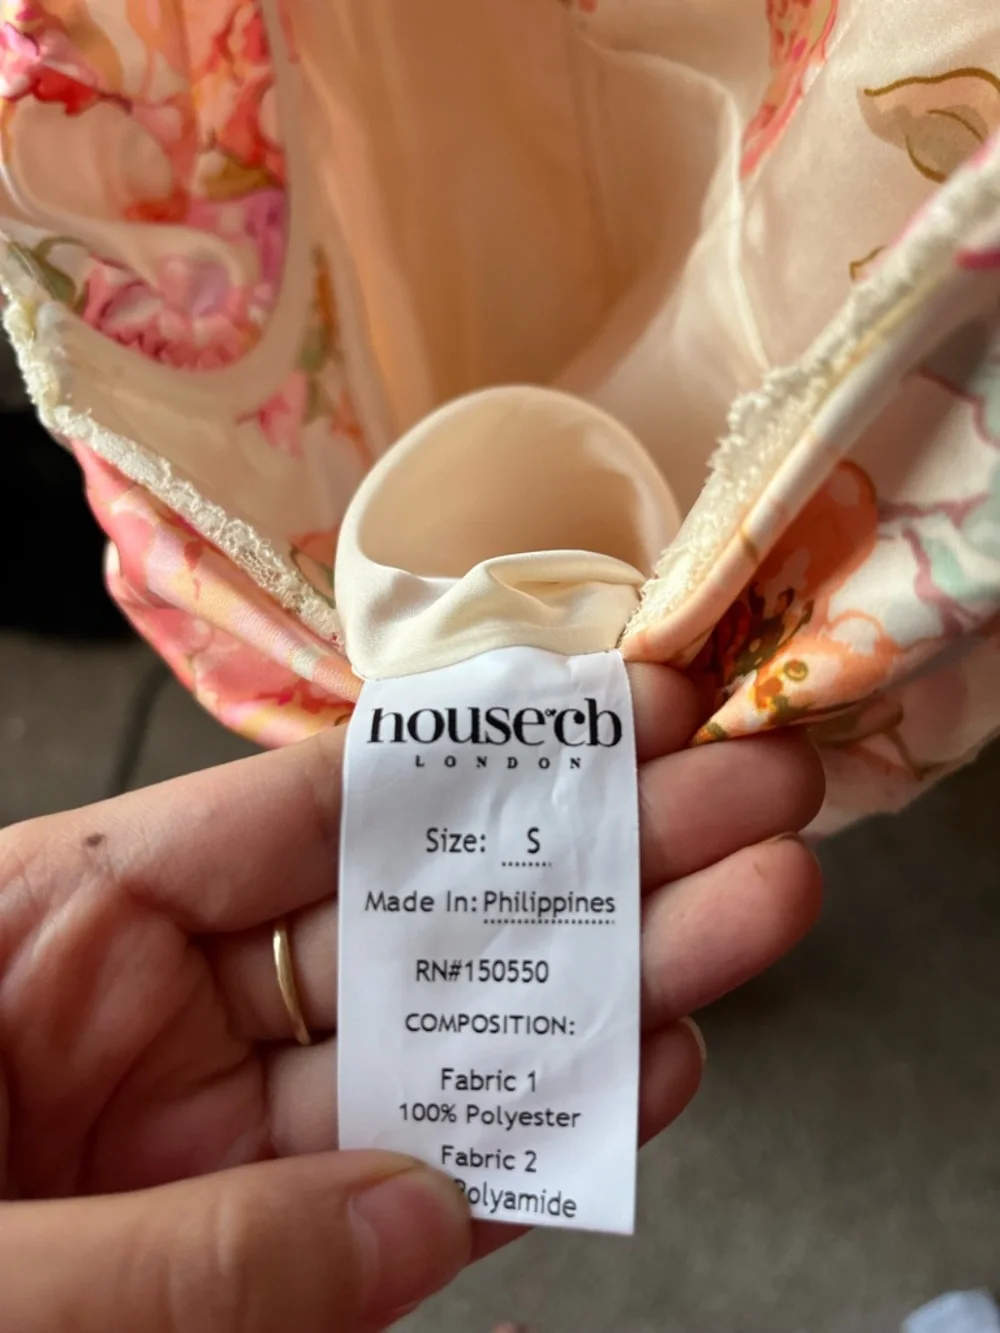 house of cb
LONDON
Size: S
Made In: Philippines
RN#150550
COMPOSITION:
Fabric 1
100% Polyester
Fabric 2
Polyamide